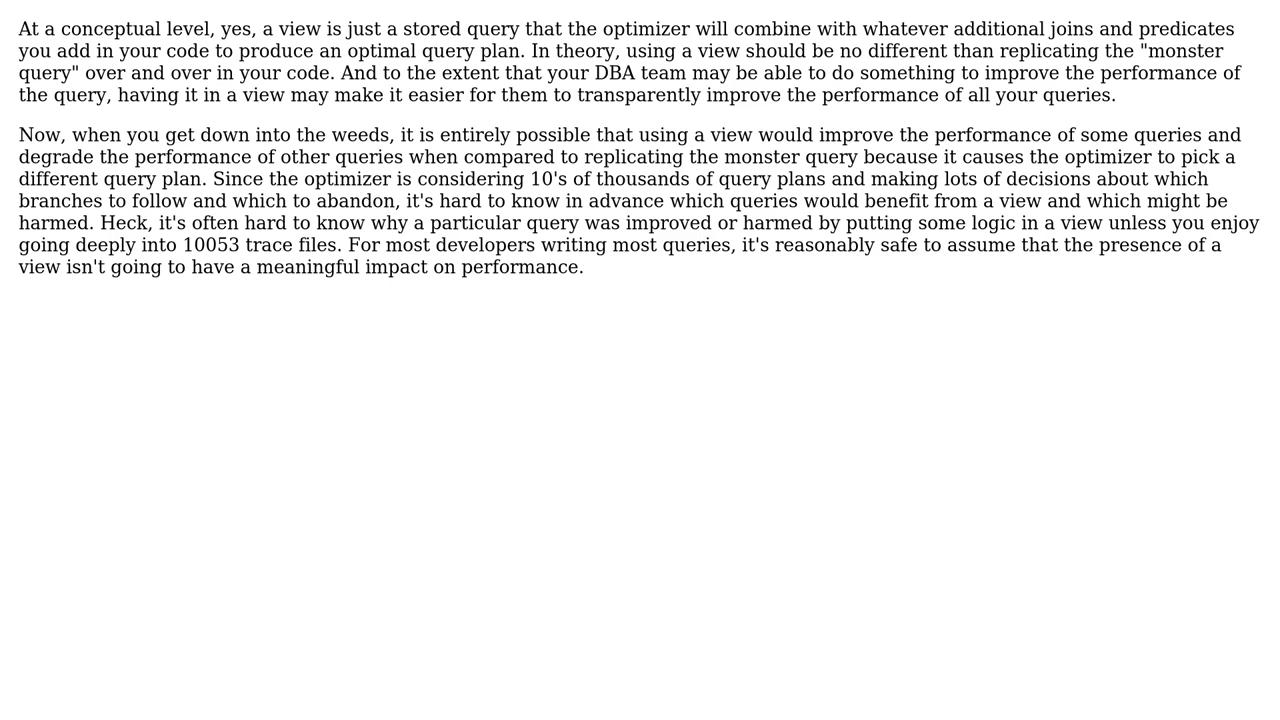 At a conceptual level, yes, a view is just a stored query that the optimizer will combine with whatever additional joins and predicates
you add in your code to produce an optimal query plan. In theory, using a view should be no different than replicating the "monster
query" over and over in your code. And to the extent that your DBA team may be able to do something to improve the performance of
the query, having it in a view may make it easier for them to transparently improve the performance of all your queries.
Now, when you get down into the weeds, it is entirely possible that using a view would improve the performance of some queries and
degrade the performance of other queries when compared to replicating the monster query because it causes the optimizer to pick a
different query plan. Since the optimizer is considering 10's of thousands of query plans and making lots of decisions about which
branches to follow and which to abandon, it's hard to know in advance which queries would benefit from a view and which might be
harmed. Heck, it's often hard to know why a particular query was improved or harmed by putting some logic in a view unless you enjoy
going deeply into 10053 trace files. For most developers writing most queries, it's reasonably safe to assume that the presence of a
view isn't going to have a meaningful impact on performance.